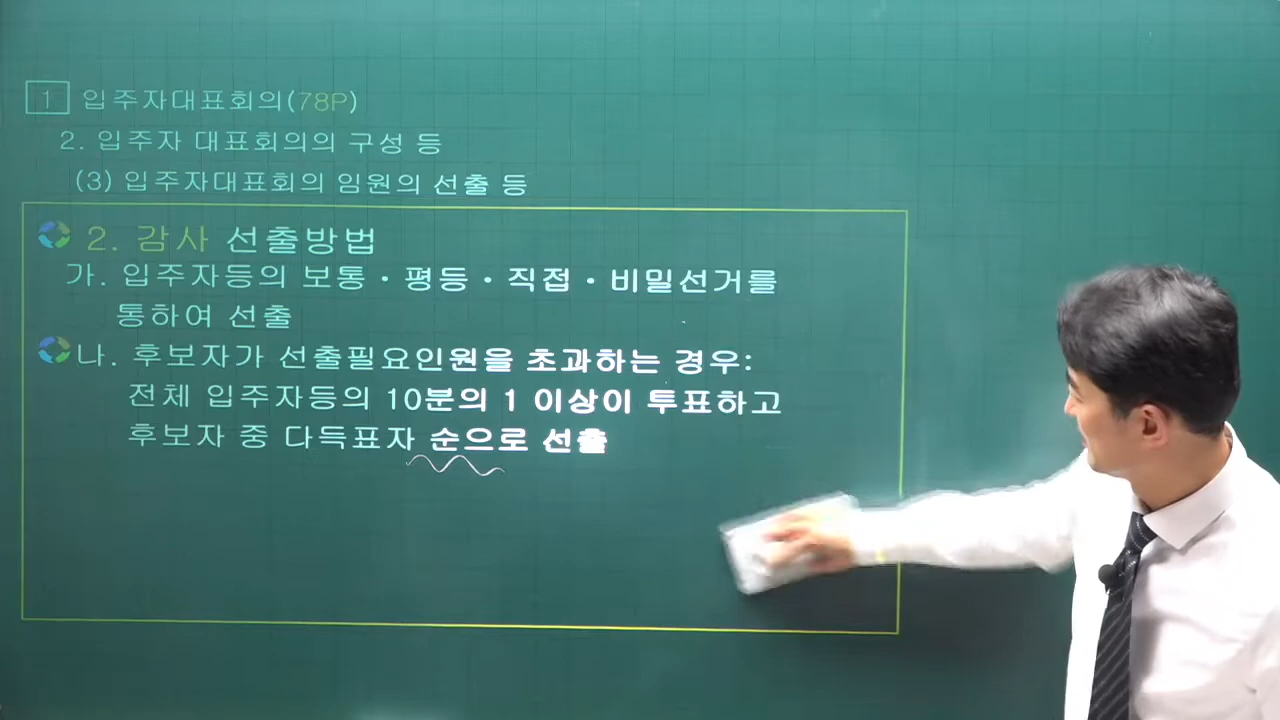 1 입주자대표회의(78P)
2. 입주자 대표회의의 구성 등
(3) 입주자대표회의 임원의 선출 등
2. 감사 선출방법
가. 입주자등의 보통·평등·직접·비밀선거를
통하여 선출
나. 후보자가 선출필요인원을 초과하는 경우:
전체 입주자등의 10분의 1 이상이 투표하고
후보자 중 다득표자 순으로 선출